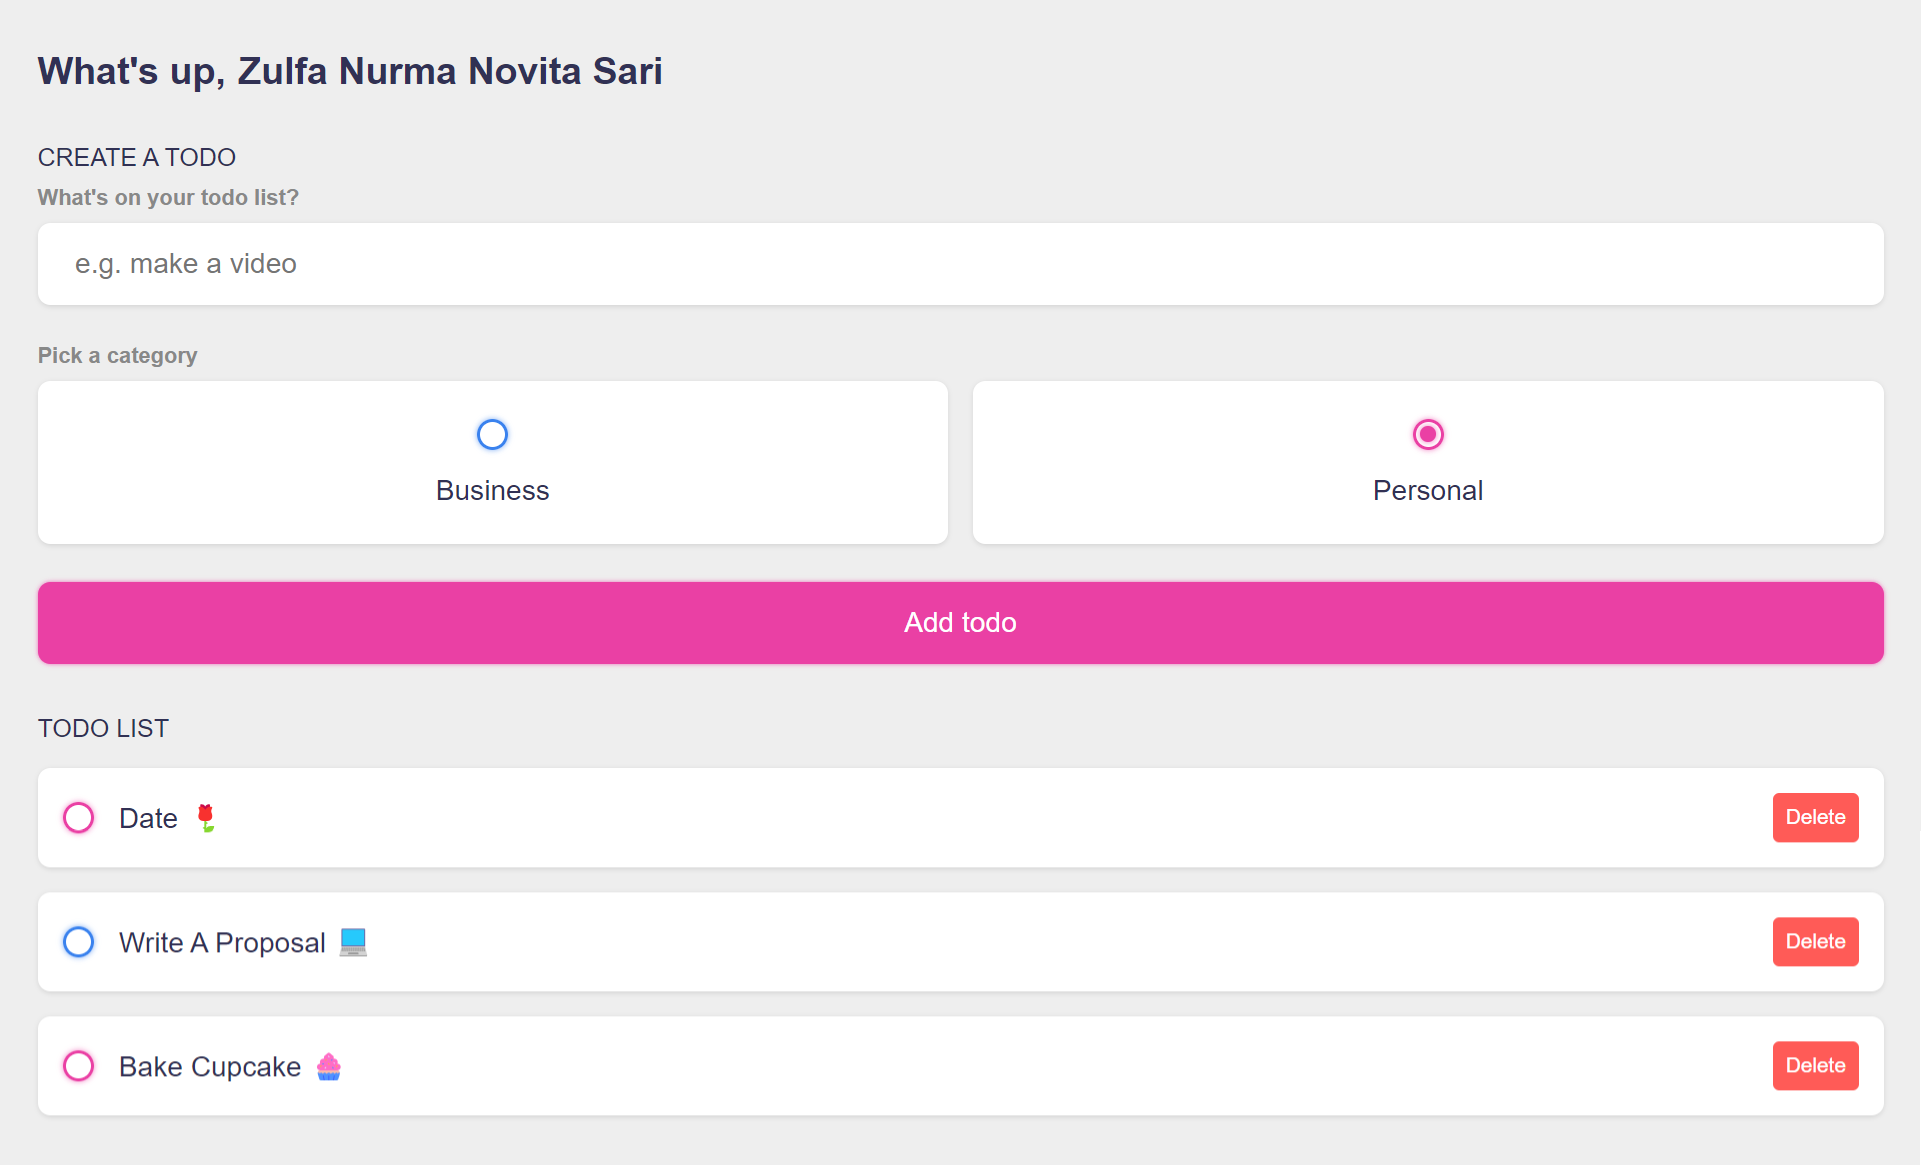 What's up, Zulfa Nurma Novita Sari
CREATE A TODO
What's on your todo list?
e.g. make a video
Pick a category
Business
Personal
Add todo
TODO LIST
Date 🌹
Delete
Write A Proposal 💻
Delete
Bake Cupcake 🧁
Delete